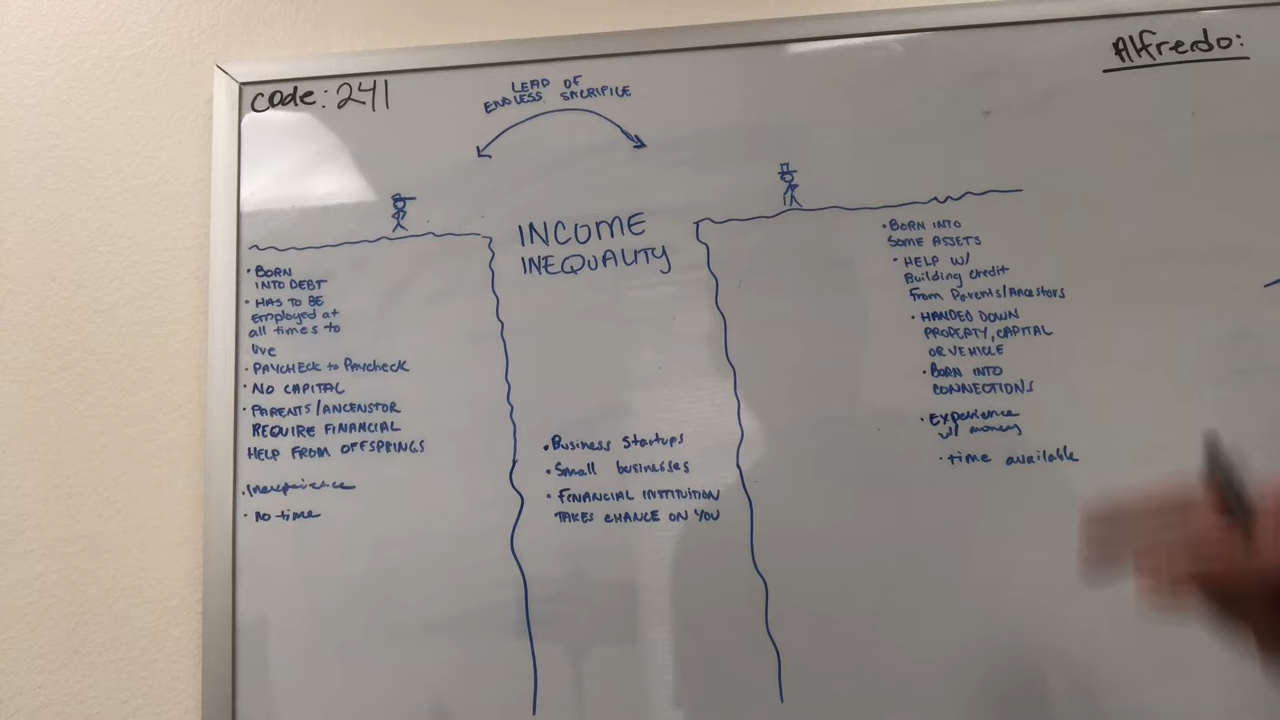 Code: 241
Alfredo:
LEAP OF
ENDLESS SACRIFICE
INCOME
INEQUALITY
• BORN
INTO DEBT
• HAS TO BE
Employed at
all times to
live
• PAYCHECK to PAYCHECK
• NO CAPITAL
• PARENTS/ANCENSTOR
REQUIRE FINANCIAL
HELP FROM OFFSPRINGS
• Inexperience
• No time
• Business Startups
• Small businesses
• FINANCIAL INSTITUTION
TAKES CHANCE ON YOU
• BORN INTO
SOME ASSETS
• HELP W/
Building Credit
From Parents/Ancestors
• HANDED DOWN
PROPERTY, CAPITAL
OR VEHICLE
• BORN INTO
CONNECTIONS
• Experience
w/ money
• time available